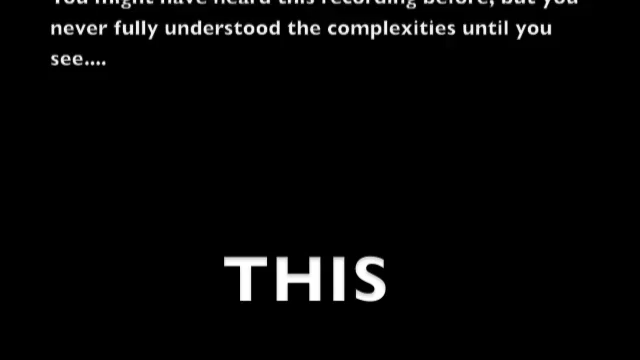 You might have heard this recording before, but you
never fully understood the complexities until you
see....
THIS